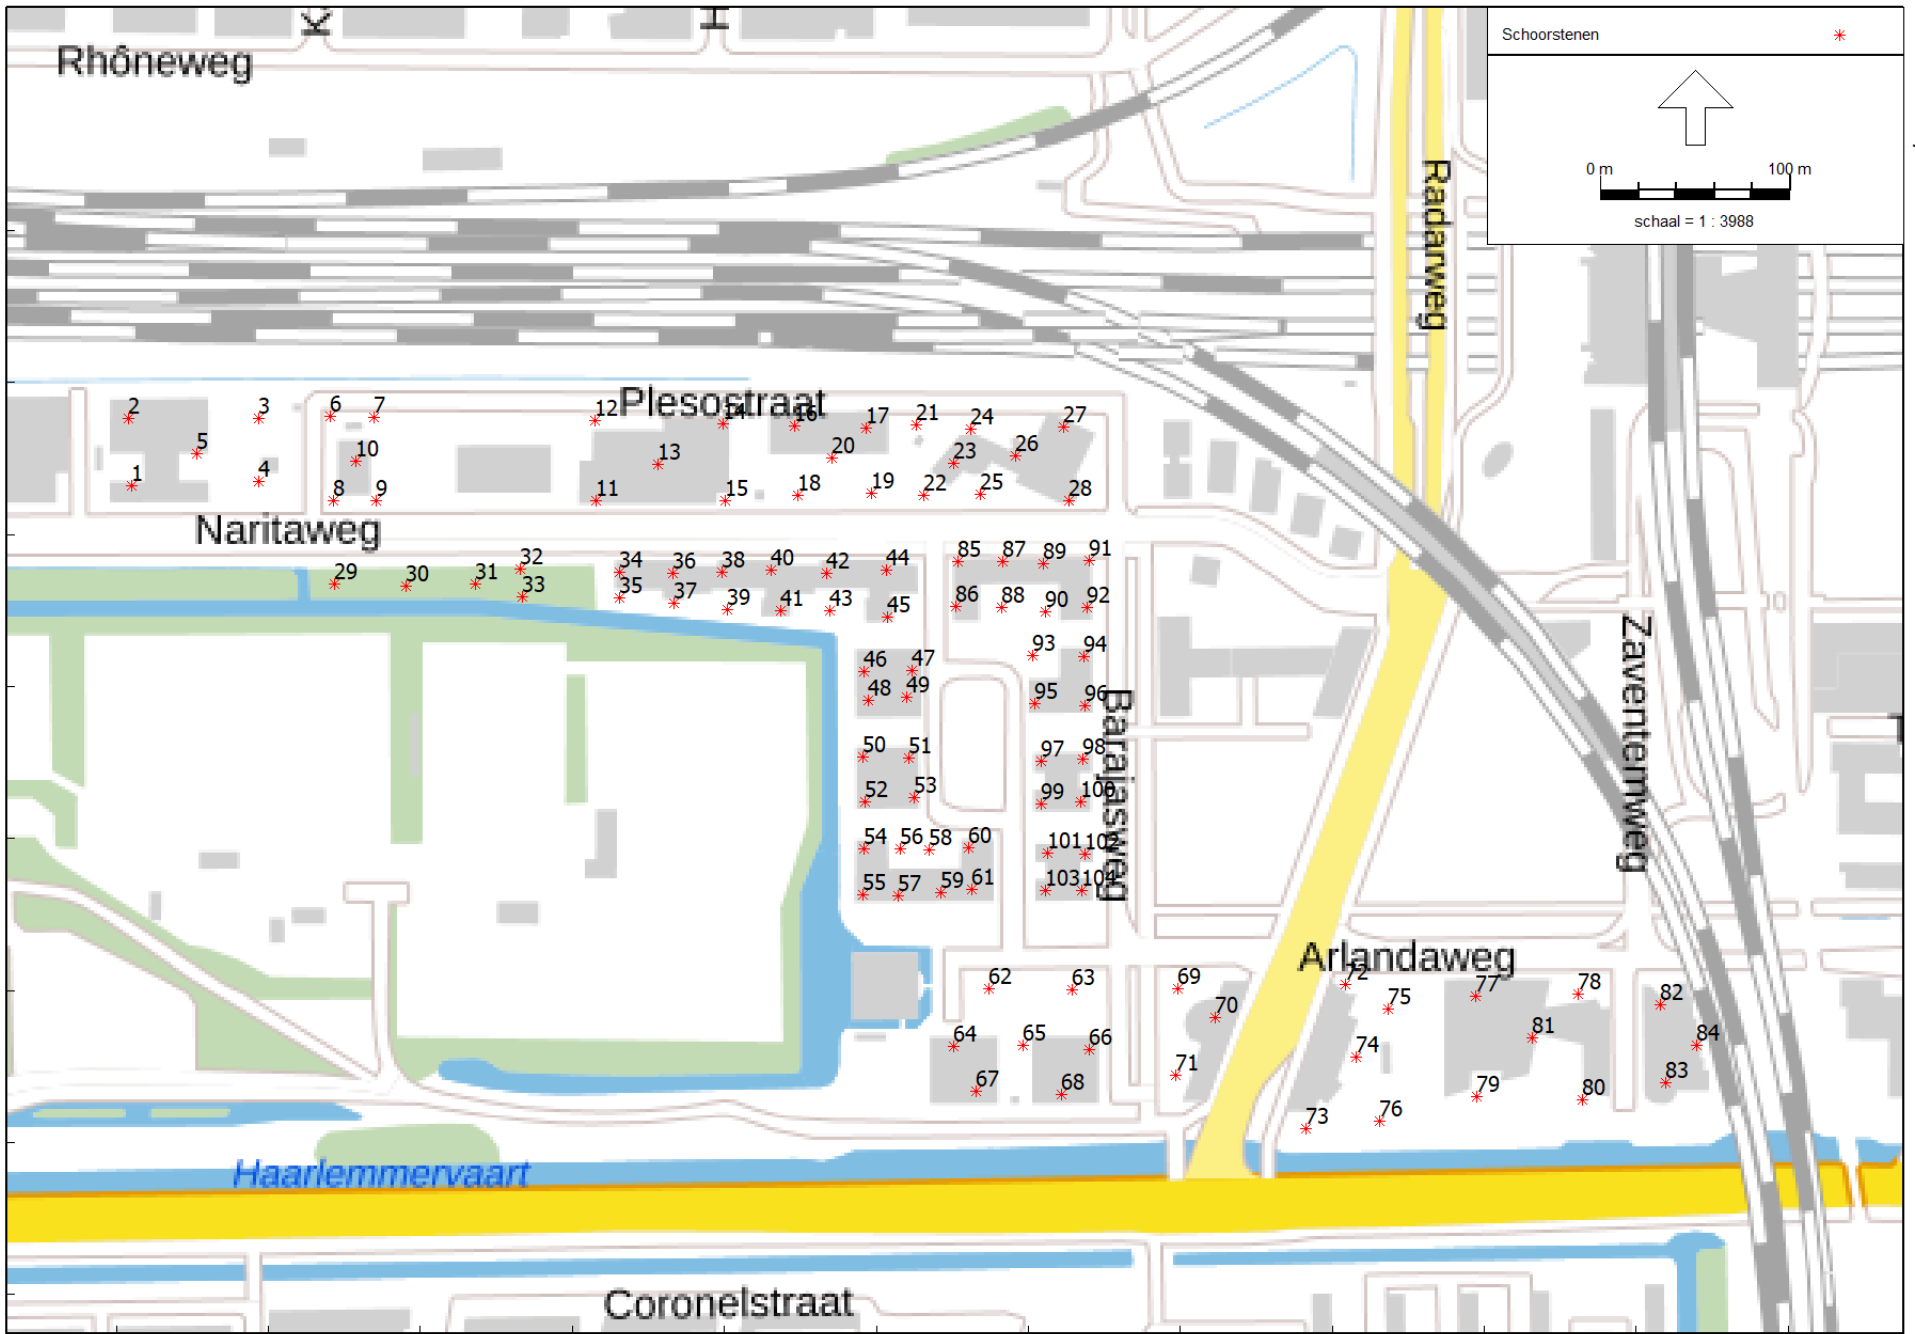 K
H
Rhôneweg
Schoorstenen
0 m 100 m
schaal = 1 : 3988
Radarweg
Plesostraat
2 3 6 7 12 14 16 17 21 24 27
5 10 13 20 23 26
1 4 8 9 11 15 18 19 22 25 28
Naritaweg
29 30 31 32 34 36 38 40 42 44 85 87 89 91
33 35 37 39 41 43 45 86 88 90 92
46 47 93 94
48 49 95 96
Barajasweg
Zaventemweg
50 51 97 98
52 53 99 100
54 56 58 60 101 102
55 57 59 61 103 104
Arlandaweg
62 63 69 72 77 78 82
70 75
64 65 66 74 81 84
67 68 71 79 80 83
73 76
Haarlemmervaart
Coronelstraat